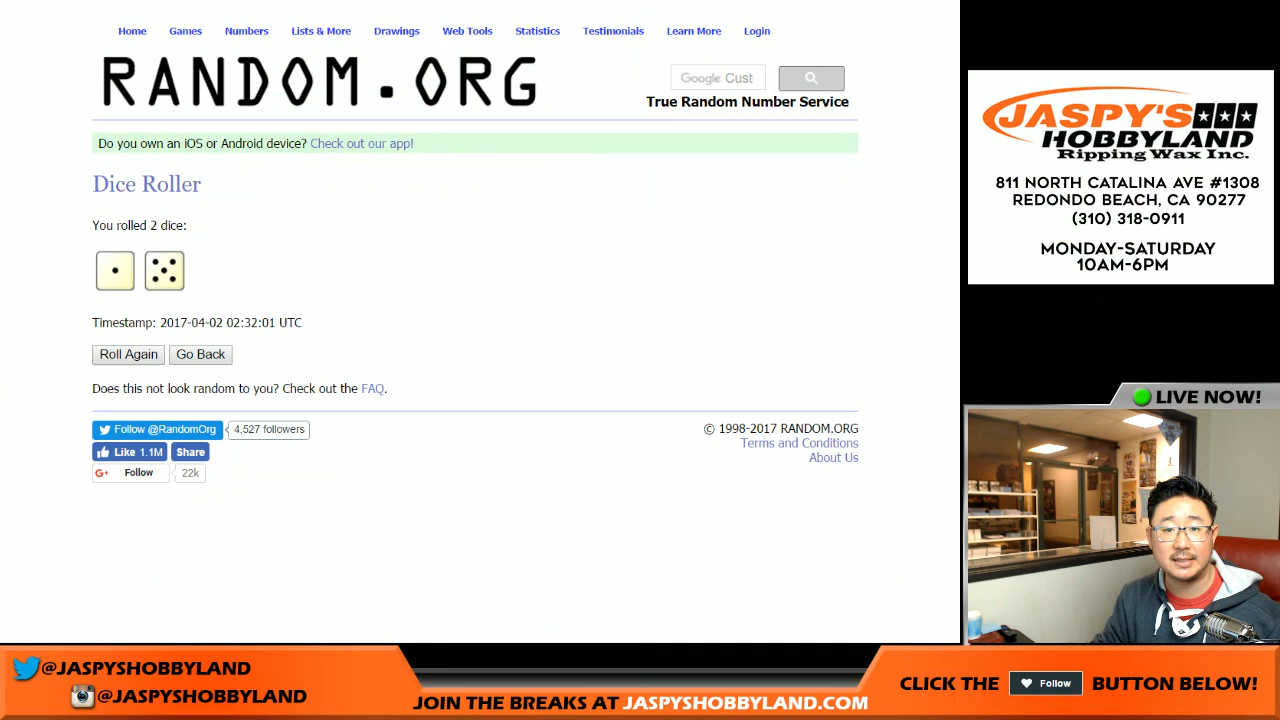 Home Games Numbers Lists & More Drawings Web Tools Statistics Testimonials Learn More Login
RANDOM.ORG
Google Cust
True Random Number Service
Do you own an iOS or Android device? Check out our app!
Dice Roller
You rolled 2 dice:
Timestamp: 2017-04-02 02:32:01 UTC
Roll Again Go Back
Does this not look random to you? Check out the FAQ.
Follow @RandomOrg 4,527 followers
Like 1.1M Share
G+ Follow 22k
© 1998-2017 RANDOM.ORG
Terms and Conditions
About Us
JASPY'S
HOBBYLAND
Ripping Wax Inc.
811 NORTH CATALINA AVE #1308
REDONDO BEACH, CA 90277
(310) 318-0911
MONDAY-SATURDAY
10AM-6PM
LIVE NOW!
@JASPYSHOBBYLAND
@JASPYSHOBBYLAND
JOIN THE BREAKS AT JASPYSHOBBYLAND.COM
CLICK THE Follow BUTTON BELOW!